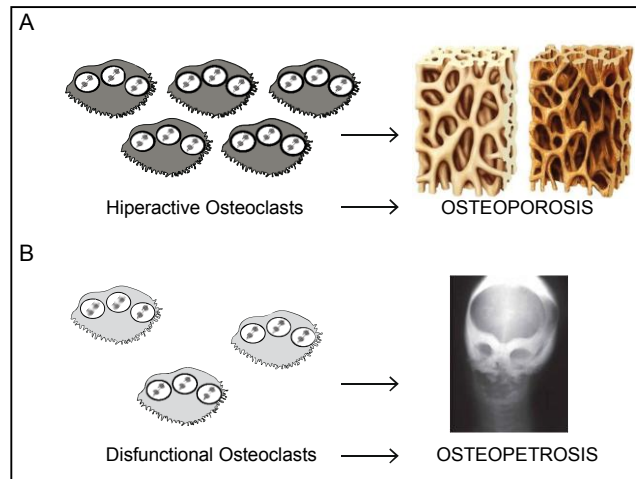 A
Hiperactive Osteoclasts
OSTEOPOROSIS
B
Disfunctional Osteoclasts
OSTEOPETROSIS